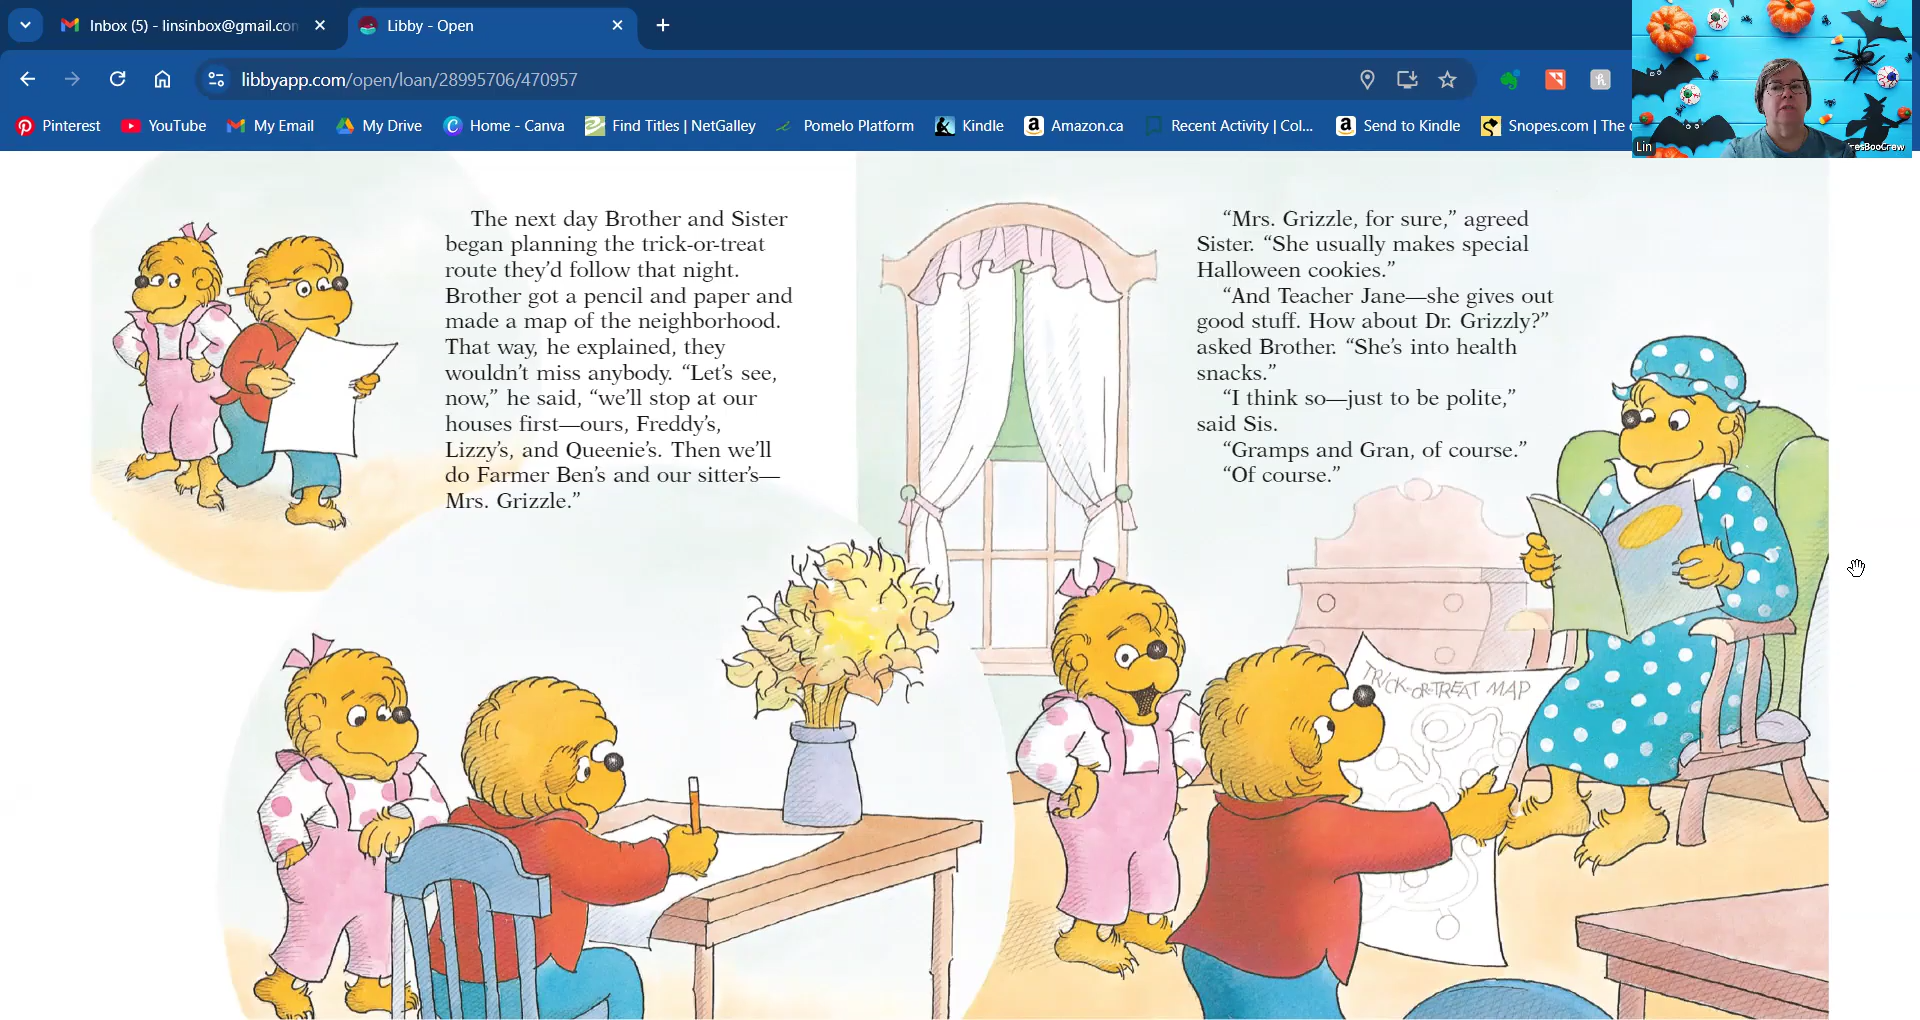 Inbox (5) - linsinbox@gmail.con
Libby - Open
libbyapp.com/open/loan/28995706/470957
Pinterest
YouTube
My Email
My Drive
Home - Canva
Find Titles | NetGalley
Pomelo Platform
Kindle
Amazon.ca
Recent Activity | Col...
Send to Kindle
Snopes.com | The
Lin
The next day Brother and Sister
began planning the trick-or-treat
route they’d follow that night.
Brother got a pencil and paper and
made a map of the neighborhood.
That way, he explained, they
wouldn’t miss anybody. “Let’s see,
now,” he said, “we’ll stop at our
houses first—ours, Freddy’s,
Lizzy’s, and Queenie’s. Then we’ll
do Farmer Ben’s and our sitter’s—
Mrs. Grizzle.”
“Mrs. Grizzle, for sure,” agreed
Sister. “She usually makes special
Halloween cookies.”
“And Teacher Jane—she gives out
good stuff. How about Dr. Grizzly?”
asked Brother. “She’s into health
snacks.”
“I think so—just to be polite,”
said Sis.
“Gramps and Gran, of course.”
“Of course.”
TRICK-OR-TREAT MAP